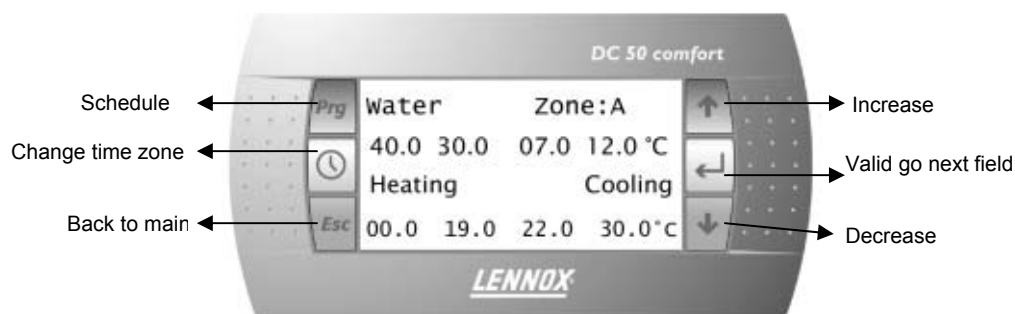 DC 50 comfort
Schedule
Prg
Water Zone:A
Increase
Change time zone
40.0 30.0 07.0 12.0 °C
Heating Cooling
Valid go next field
Back to main
Esc
00.0 19.0 22.0 30.0°C
Decrease
LENNOX